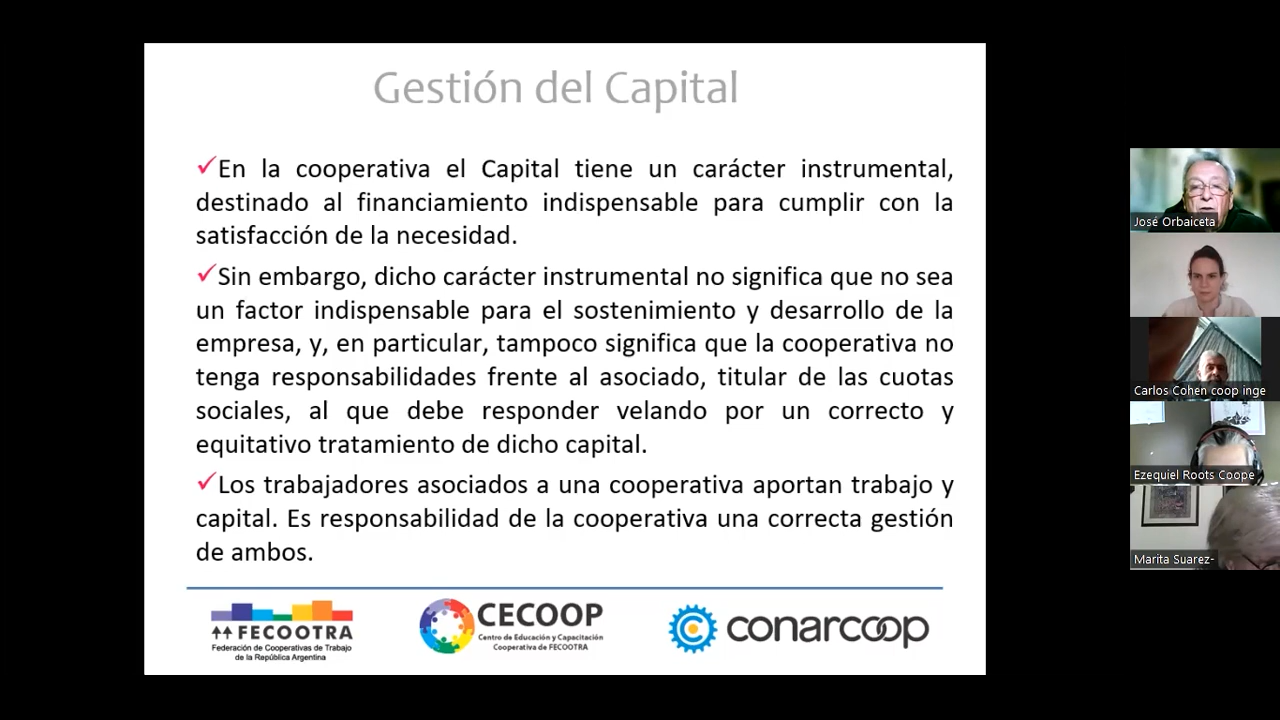 Gestión del Capital
✓En la cooperativa el Capital tiene un carácter instrumental,
destinado al financiamiento indispensable para cumplir con la
satisfacción de la necesidad.
✓Sin embargo, dicho carácter instrumental no significa que no sea
un factor indispensable para el sostenimiento y desarrollo de la
empresa, y, en particular, tampoco significa que la cooperativa no
tenga responsabilidades frente al asociado, titular de las cuotas
sociales, al que debe responder velando por un correcto y
equitativo tratamiento de dicho capital.
✓Los trabajadores asociados a una cooperativa aportan trabajo y
capital. Es responsabilidad de la cooperativa una correcta gestión
de ambos.
FECOOTRA
Federación de Cooperativas de Trabajo
de la República Argentina
CECOOP
Centro de Educación y Capacitación
Cooperativa de FECOOTRA
conarcoop
José Orbaiceta
Carlos Cohen coop inge
Ezequiel Roots Coope
Marita Suarez-